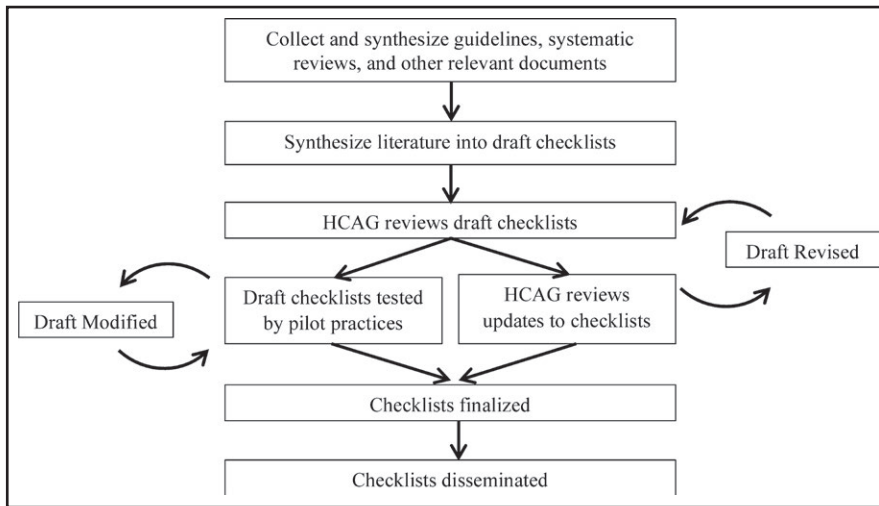 Collect and synthesize guidelines, systematic
reviews, and other relevant documents
Synthesize literature into draft checklists
HCAG reviews draft checklists
Draft Revised
Draft checklists tested
by pilot practices
HCAG reviews
updates to checklists
Draft Modified
Checklists finalized
Checklists disseminated